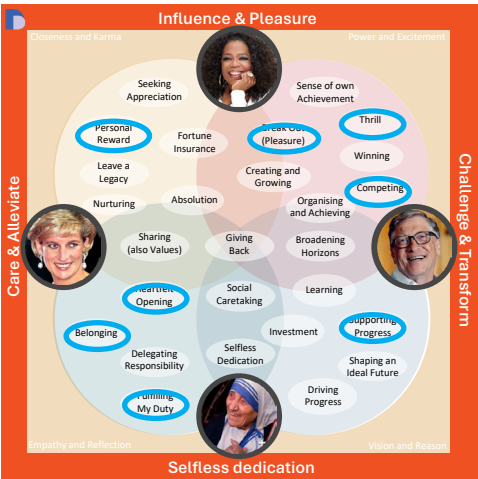 Influence & Pleasure
Closeness and Karma
Power and Excitement
Seeking
Appreciation
Sense of own
Achievement
Personal
Reward
Fortune
Insurance
Break Out
(Pleasure)
Thrill
Winning
Leave a
Legacy
Creating and
Growing
Competing
Nurturing
Absolution
Organising
and Achieving
Care & Alleviate
Challenge & Transform
Sharing
(also Values)
Giving
Back
Broadening
Horizons
Heartfelt
Opening
Social
Caretaking
Learning
Belonging
Investment
Supporting
Progress
Delegating
Responsibility
Selfless
Dedication
Shaping an
Ideal Future
Fulfilling
My Duty
Driving
Progress
Empathy and Reflection
Vision and Reason
Selfless dedication